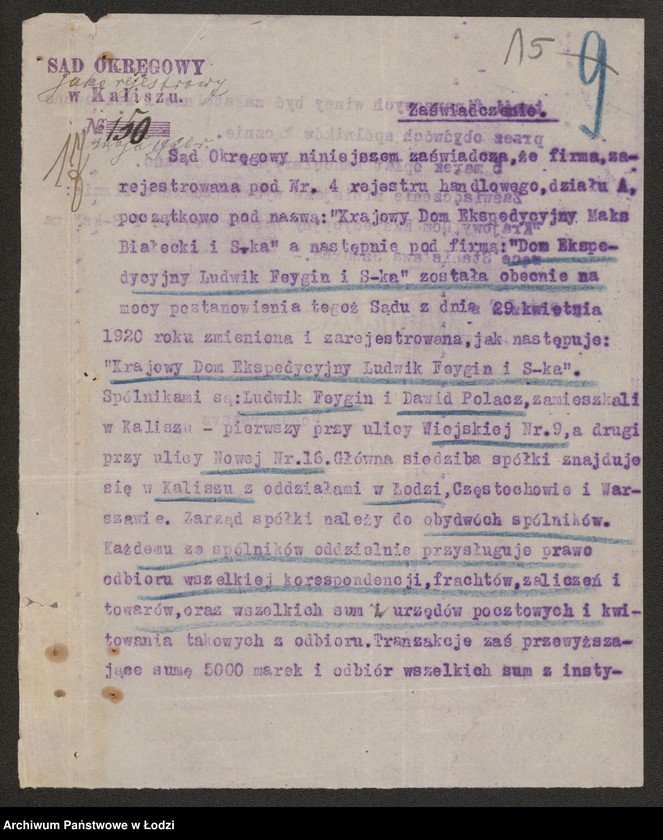 15
9
SĄD OKRĘGOWY
jako rejestrowy
w Kaliszu.
№ 150
17 maja 1920 r.
Zaświadczenie.
Sąd Okręgowy niniejszem zaświadcza,że firma,za-
rejestrowana pod Nr. 4 rejestru handlowego,działu A,
początkowo pod nazwą:"Krajowy Dom Ekspedycyjny Maks
Białecki i S-ka" a następnie pod firmą:"Dom Ekspe-
dycyjny Ludwik Feygin i S-ka" została obecnie na
mocy postanowienia tegoż Sądu z dnia 29 kwietnia
1920 roku zmieniona i zarejestrowana,jak następuje:
"Krajowy Dom Ekspedycyjny Ludwik Feygin i S-ka".
Spólnikami są:Ludwik Feygin i Dawid Polacz,zamieszkali
w Kaliszu - pierwszy przy ulicy Wiejskiej Nr.9,a drugi
przy ulicy Nowej Nr.16.Główna siedziba spółki znajduje
się w Kaliszu z oddziałami w Łodzi,Częstochowie i War-
szawie. Zarząd spółki należy do obydwóch spólników.
Każdemu ze spólników oddzielnie przysługuje prawo
odbioru wszelkiej korespondencji,frachtów,zaliczeń i
towarów,oraz wszelkich sum z urzędów pocztowych i kwi-
towania takowych z odbioru.Tranzakcje zaś przewyższa-
jące sumę 5000 marek i odbiór wszelkich sum z insty-
Archiwum Państwowe w Łodzi